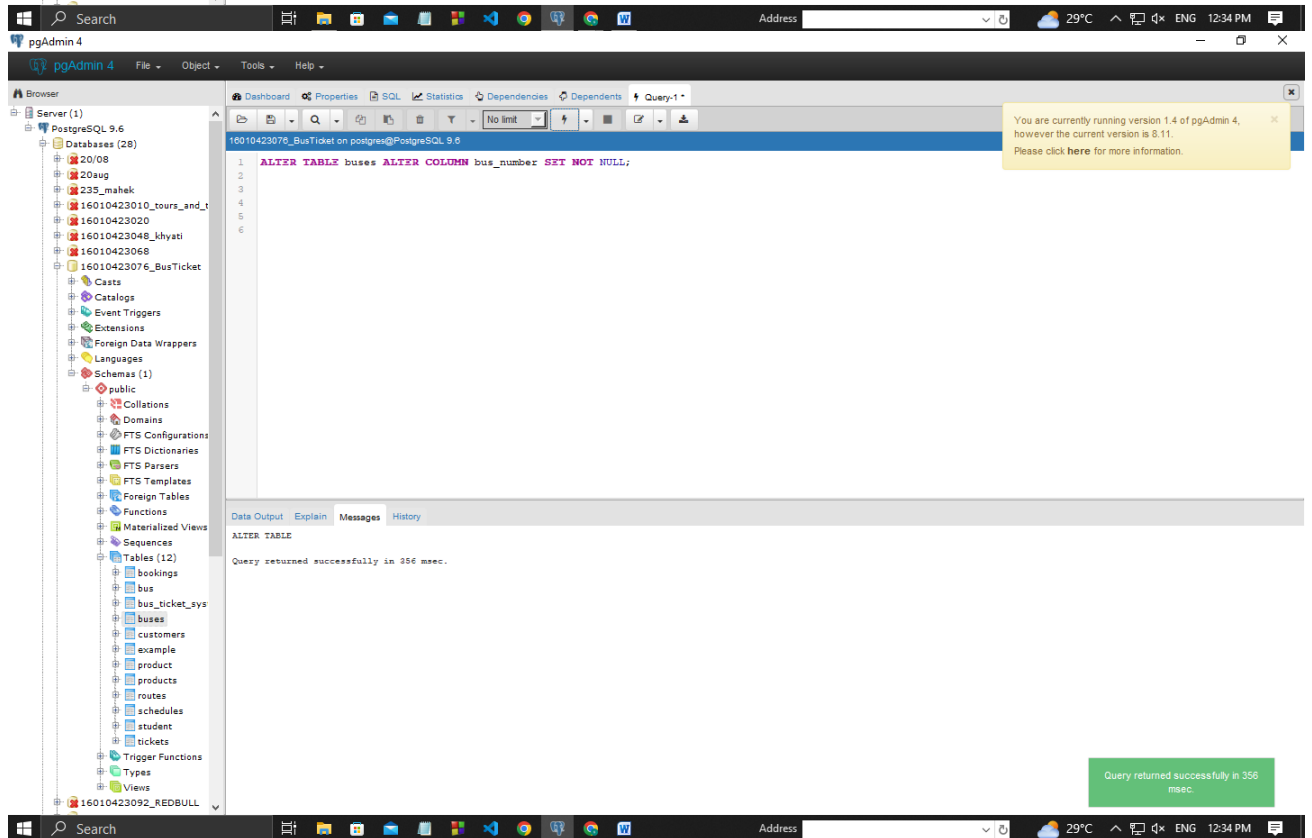 Search
Address
29°C
ENG
12:34 PM
pgAdmin 4
pgAdmin 4 File Object Tools Help
Browser
Dashboard Properties SQL Statistics Dependencies Dependents Query-1 *
No limit
16010423076_BusTicket on postgres@PostgreSQL 9.6
You are currently running version 1.4 of pgAdmin 4,
however the current version is 8.11.
Please click here for more information.
1 ALTER TABLE buses ALTER COLUMN bus_number SET NOT NULL;
2
3
4
5
6
Server (1)
PostgreSQL 9.6
Databases (28)
20/08
20aug
235_mahek
16010423010_tours_and_t
16010423020
16010423048_khyati
16010423068
16010423076_BusTicket
Casts
Catalogs
Event Triggers
Extensions
Foreign Data Wrappers
Languages
Schemas (1)
public
Collations
Domains
FTS Configurations
FTS Dictionaries
FTS Parsers
FTS Templates
Foreign Tables
Functions
Materialized Views
Sequences
Tables (12)
bookings
bus
bus_ticket_sys
buses
customers
example
product
products
routes
schedules
student
tickets
Trigger Functions
Types
Views
16010423092_REDBULL
Data Output Explain Messages History
ALTER TABLE
Query returned successfully in 356 msec.
Query returned successfully in 356
msec.
Search
Address
29°C
ENG
12:34 PM